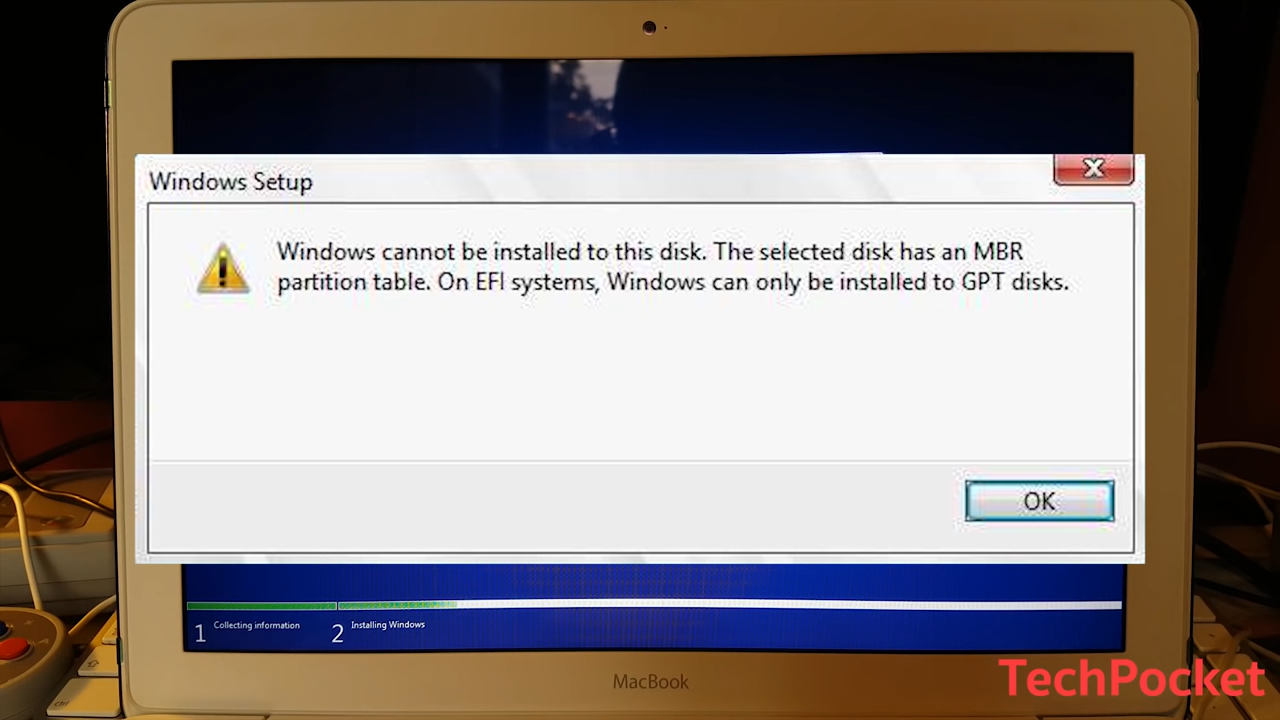 Windows Setup
Windows cannot be installed to this disk. The selected disk has an MBR
partition table. On EFI systems, Windows can only be installed to GPT disks.
OK
1 Collecting information 2 Installing Windows
MacBook
TechPocket